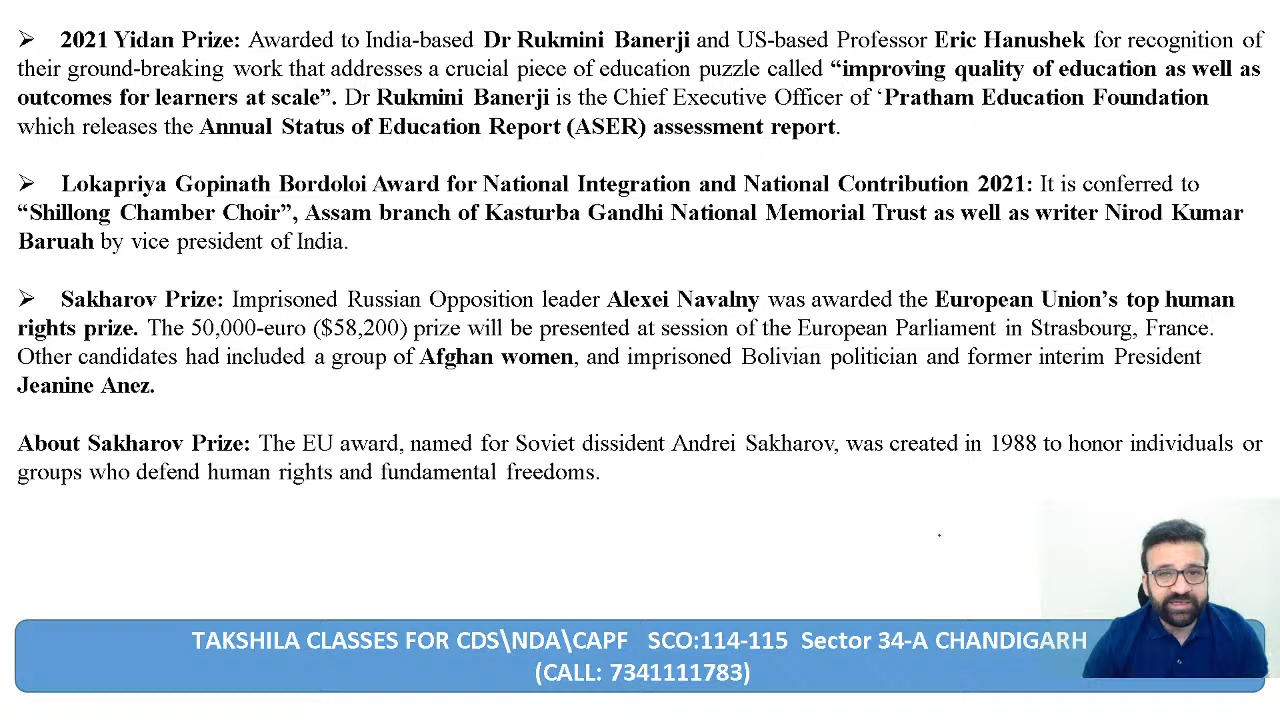 ➢ 2021 Yidan Prize: Awarded to India-based Dr Rukmini Banerji and US-based Professor Eric Hanushek for recognition of
their ground-breaking work that addresses a crucial piece of education puzzle called “improving quality of education as well as
outcomes for learners at scale”. Dr Rukmini Banerji is the Chief Executive Officer of ‘Pratham Education Foundation
which releases the Annual Status of Education Report (ASER) assessment report.
➢ Lokapriya Gopinath Bordoloi Award for National Integration and National Contribution 2021: It is conferred to
“Shillong Chamber Choir”, Assam branch of Kasturba Gandhi National Memorial Trust as well as writer Nirod Kumar
Baruah by vice president of India.
➢ Sakharov Prize: Imprisoned Russian Opposition leader Alexei Navalny was awarded the European Union’s top human
rights prize. The 50,000-euro ($58,200) prize will be presented at session of the European Parliament in Strasbourg, France.
Other candidates had included a group of Afghan women, and imprisoned Bolivian politician and former interim President
Jeanine Anez.
About Sakharov Prize: The EU award, named for Soviet dissident Andrei Sakharov, was created in 1988 to honor individuals or
groups who defend human rights and fundamental freedoms.
TAKSHILA CLASSES FOR CDS\NDA\CAPF SCO:114-115 Sector 34-A CHANDIGARH
(CALL: 7341111783)